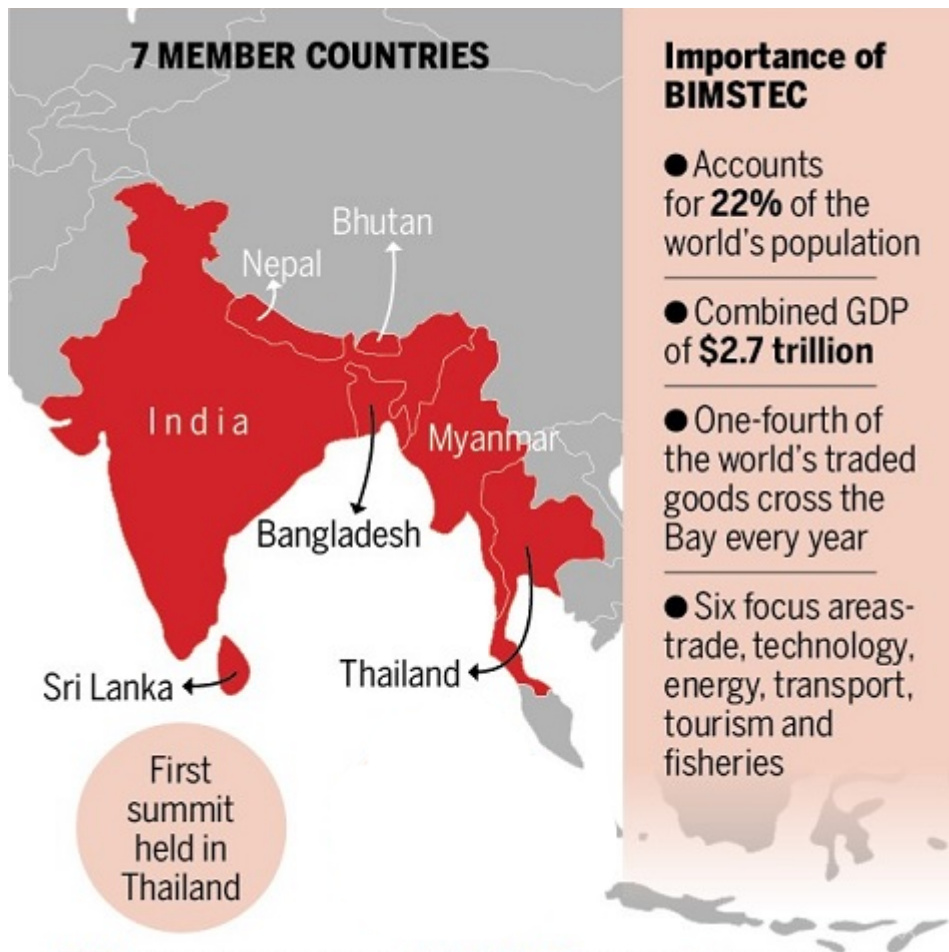 7 MEMBER COUNTRIES
Bhutan
Nepal
India
Myanmar
Bangladesh
Thailand
Sri Lanka
First
summit
held in
Thailand
Importance of
BIMSTEC
● Accounts
for 22% of the
world's population
● Combined GDP
of $2.7 trillion
● One-fourth of
the world's traded
goods cross the
Bay every year
● Six focus areas-
trade, technology,
energy, transport,
tourism and
fisheries